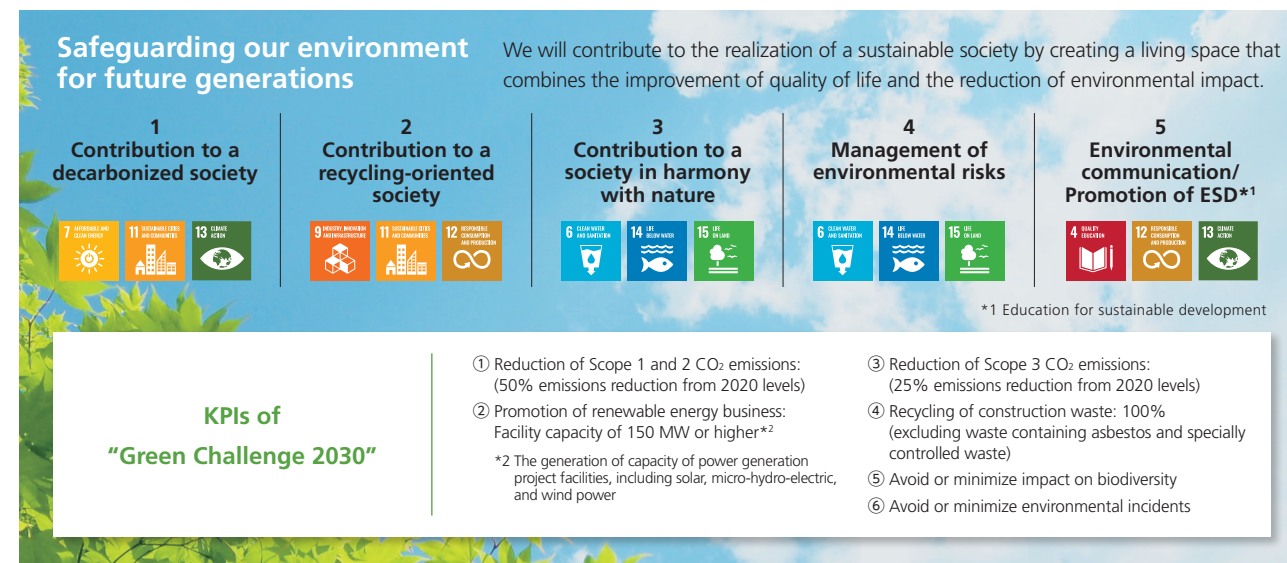 Safeguarding our environment
for future generations
We will contribute to the realization of a sustainable society by creating a living space that
combines the improvement of quality of life and the reduction of environmental impact.
1
Contribution to a
decarbonized society
7 AFFORDABLE AND
CLEAN ENERGY
11 SUSTAINABLE CITIES
AND COMMUNITIES
13 CLIMATE
ACTION
2
Contribution to a
recycling-oriented
society
9 INDUSTRY, INNOVATION
AND INFRASTRUCTURE
11 SUSTAINABLE CITIES
AND COMMUNITIES
12 RESPONSIBLE
CONSUMPTION
AND PRODUCTION
3
Contribution to a
society in harmony
with nature
6 CLEAN WATER
AND SANITATION
14 LIFE
BELOW WATER
15 LIFE
ON LAND
4
Management of
environmental risks
6 CLEAN WATER
AND SANITATION
14 LIFE
BELOW WATER
15 LIFE
ON LAND
5
Environmental
communication/
Promotion of ESD*1
4 QUALITY
EDUCATION
12 RESPONSIBLE
CONSUMPTION
AND PRODUCTION
13 CLIMATE
ACTION
*1 Education for sustainable development
KPIs of
"Green Challenge 2030"
① Reduction of Scope 1 and 2 CO₂ emissions:
(50% emissions reduction from 2020 levels)
② Promotion of renewable energy business:
Facility capacity of 150 MW or higher*2
*2 The generation of capacity of power generation
project facilities, including solar, micro-hydro-electric,
and wind power
③ Reduction of Scope 3 CO₂ emissions:
(25% emissions reduction from 2020 levels)
④ Recycling of construction waste: 100%
(excluding waste containing asbestos and specially
controlled waste)
⑤ Avoid or minimize impact on biodiversity
⑥ Avoid or minimize environmental incidents